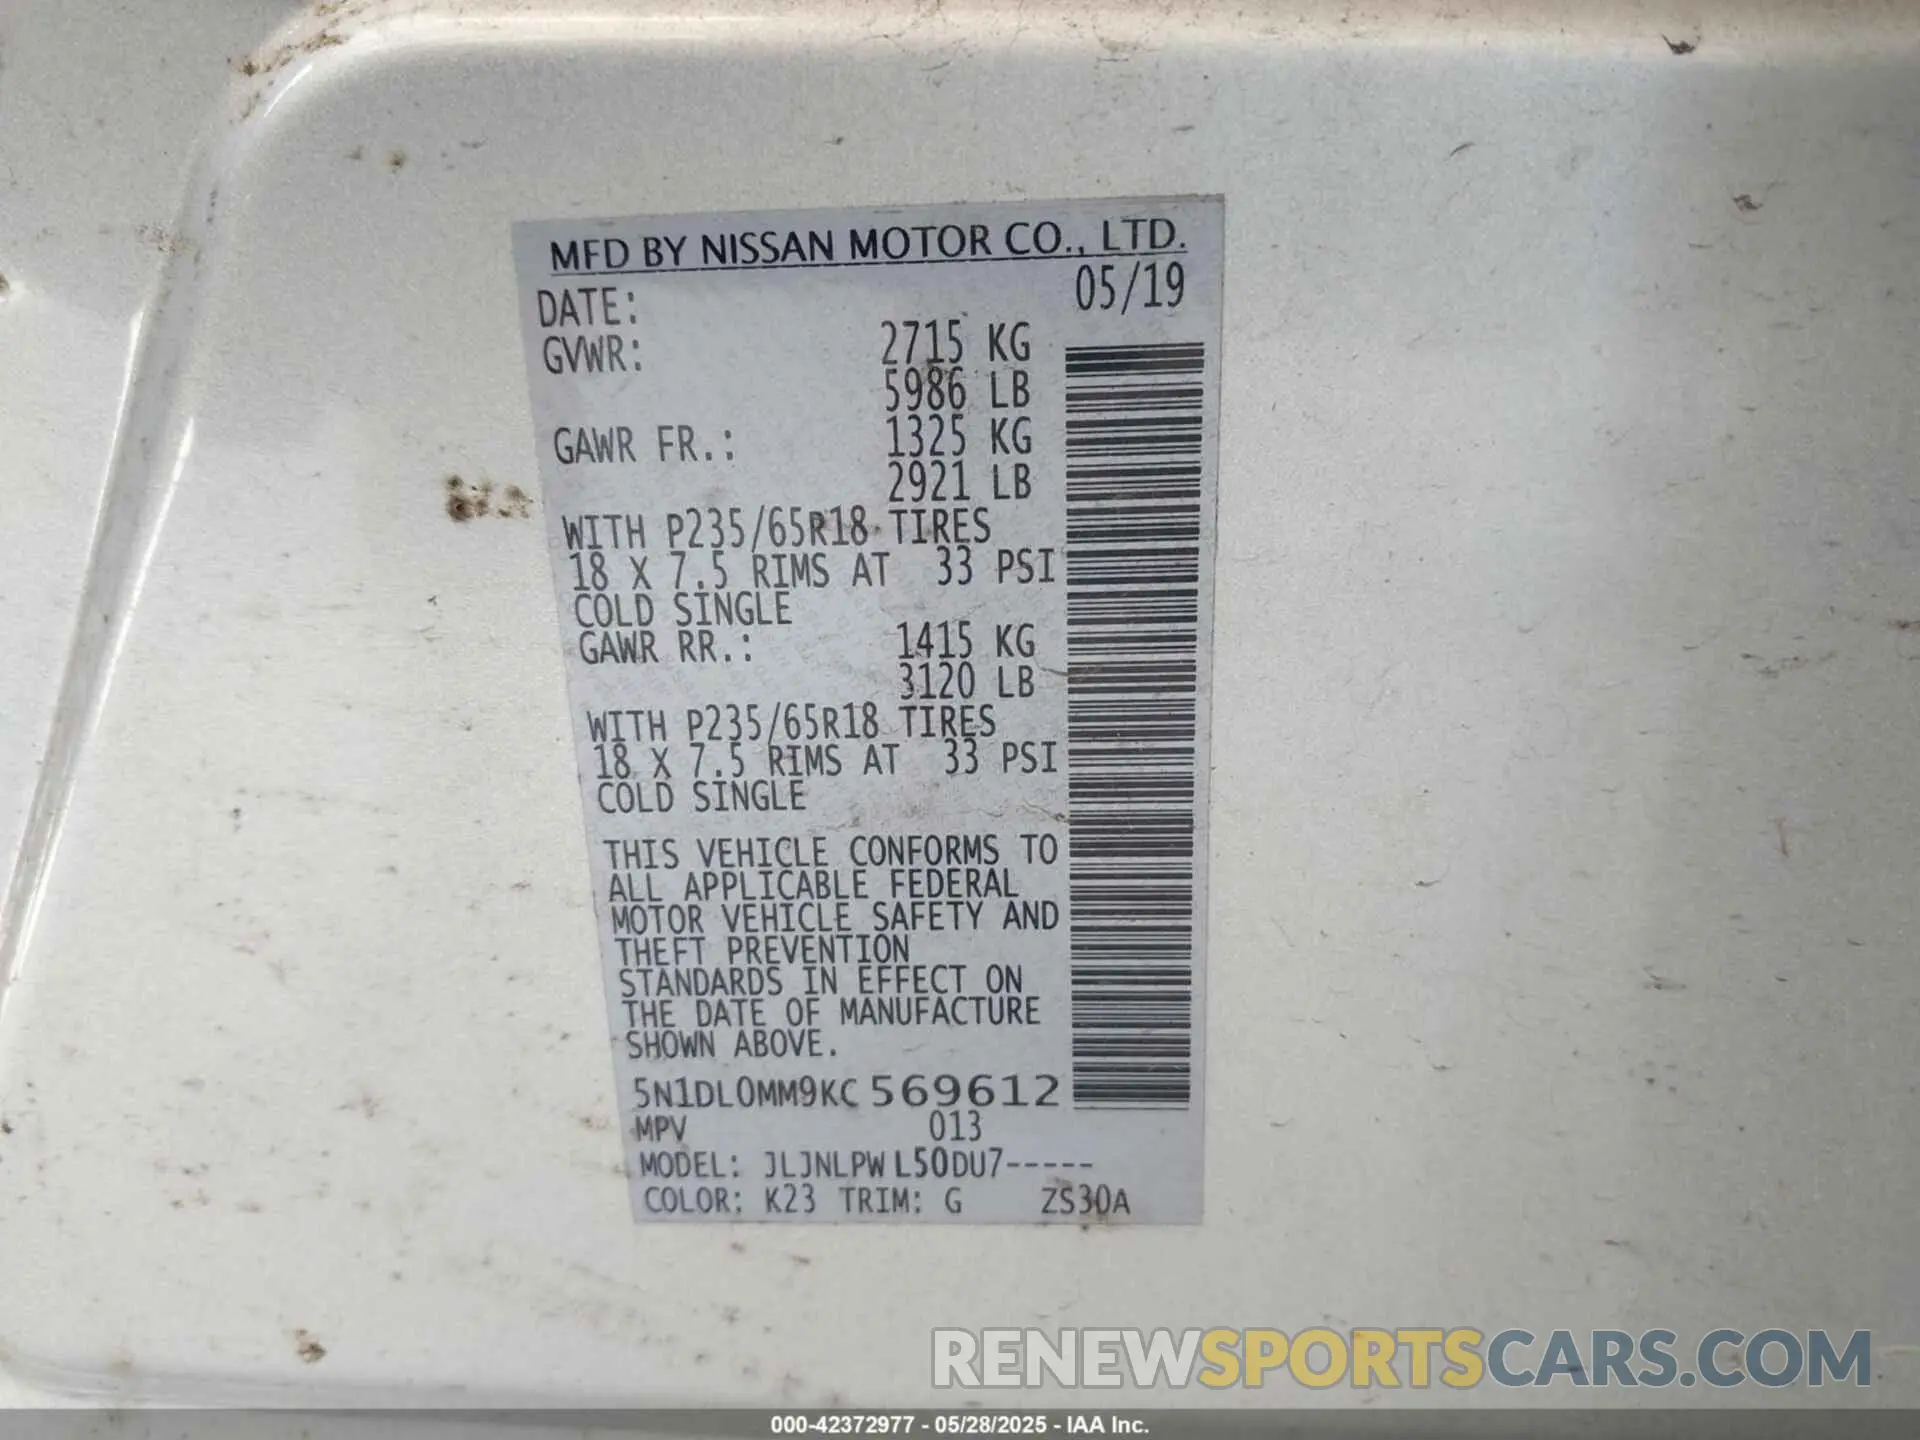 MFD BY NISSAN MOTOR CO., LTD.
DATE: 05/19
GVWR: 2715 KG
5986 LB
GAWR FR.: 1325 KG
2921 LB
WITH P235/65R18 TIRES
18 X 7.5 RIMS AT 33 PSI
COLD SINGLE
GAWR RR.: 1415 KG
3120 LB
WITH P235/65R18 TIRES
18 X 7.5 RIMS AT 33 PSI
COLD SINGLE
THIS VEHICLE CONFORMS TO
ALL APPLICABLE FEDERAL
MOTOR VEHICLE SAFETY AND
THEFT PREVENTION
STANDARDS IN EFFECT ON
THE DATE OF MANUFACTURE
SHOWN ABOVE.
5N1DL0MM9KC569612
MPV 013
MODEL: JLJNLPW L50DU7-----
COLOR: K23 TRIM: G ZS30A
RENEWSPORTSCARS.COM
000-42372977 - 05/28/2025 - IAA Inc.